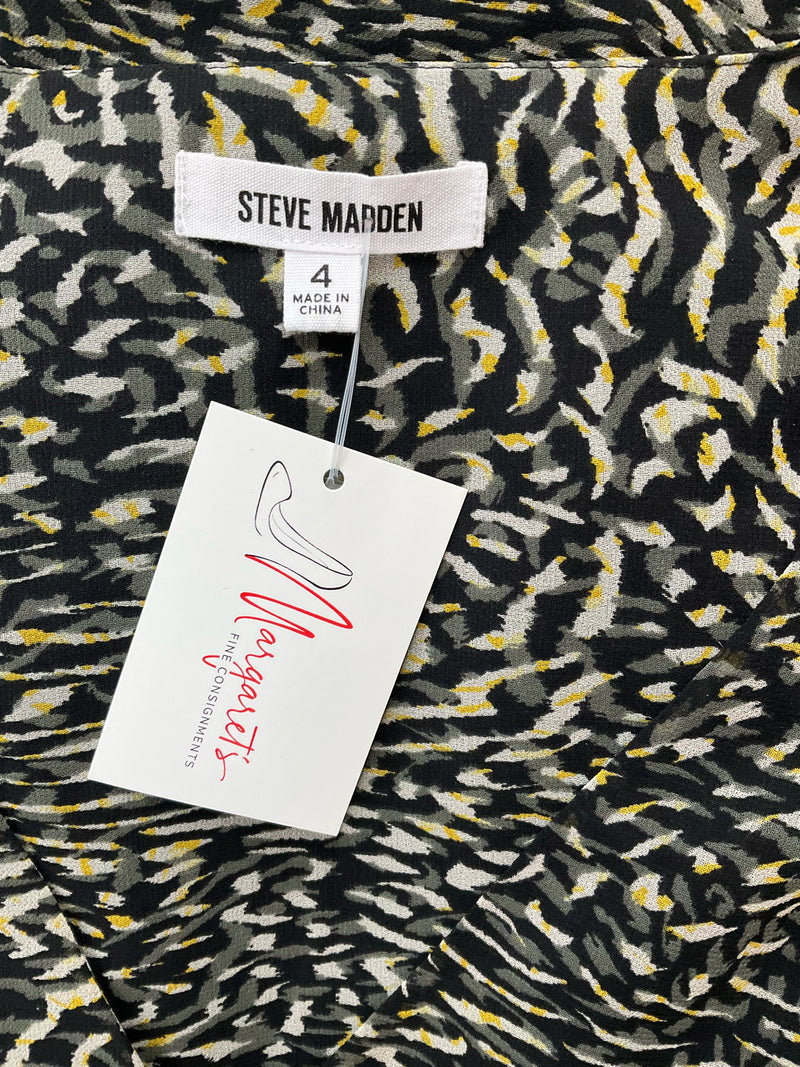 STEVE MADDEN
4
MADE IN
CHINA
Margaret's
FINE CONSIGNMENTS